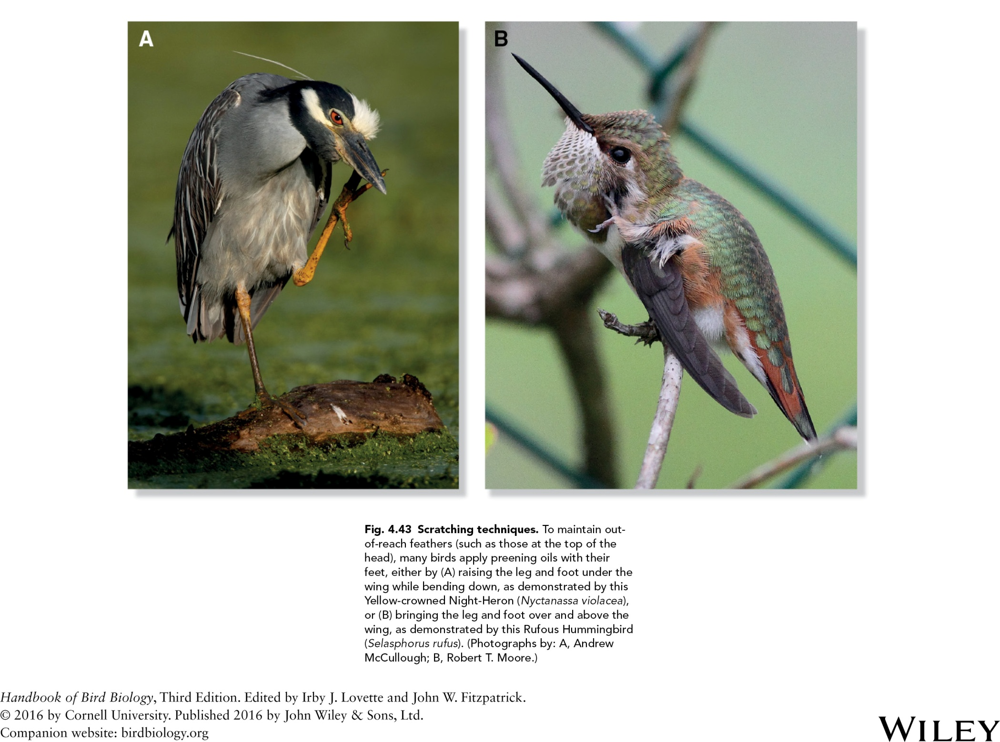 A
B
Fig. 4.43 Scratching techniques. To maintain out-
of-reach feathers (such as those at the top of the
head), many birds apply preening oils with their
feet, either by (A) raising the leg and foot under the
wing while bending down, as demonstrated by this
Yellow-crowned Night-Heron (Nyctanassa violacea),
or (B) bringing the leg and foot over and above the
wing, as demonstrated by this Rufous Hummingbird
(Selasphorus rufus). (Photographs by: A, Andrew
McCullough; B, Robert T. Moore.)
Handbook of Bird Biology, Third Edition. Edited by Irby J. Lovette and John W. Fitzpatrick.
© 2016 by Cornell University. Published 2016 by John Wiley & Sons, Ltd.
Companion website: birdbiology.org
WILEY